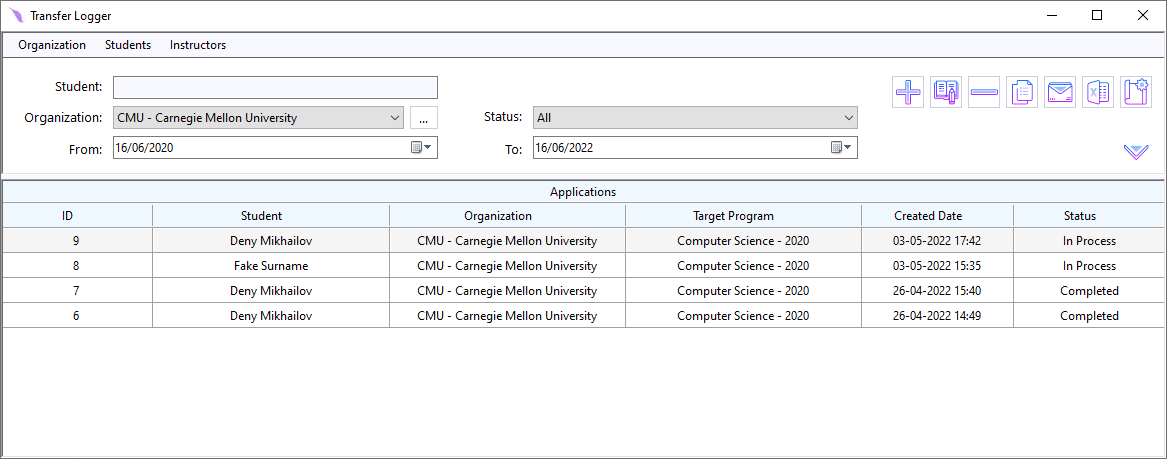 Transfer Logger
Organization Students Instructors
Student:
Organization: CMU - Carnegie Mellon University ... Status: All
From: 16/06/2020 To: 16/06/2022
Applications
ID Student Organization Target Program Created Date Status
9 Deny Mikhailov CMU - Carnegie Mellon University Computer Science - 2020 03-05-2022 17:42 In Process
8 Fake Surname CMU - Carnegie Mellon University Computer Science - 2020 03-05-2022 15:35 In Process
7 Deny Mikhailov CMU - Carnegie Mellon University Computer Science - 2020 26-04-2022 15:40 Completed
6 Deny Mikhailov CMU - Carnegie Mellon University Computer Science - 2020 26-04-2022 14:49 Completed